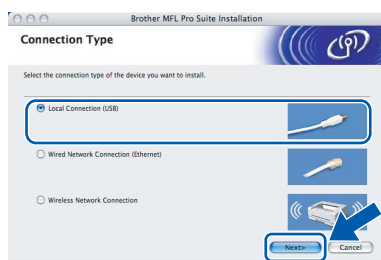 Brother MFL Pro Suite Installation
Connection Type
Select the connection type of the device you want to install.
Local Connection (USB)
Wired Network Connection (Ethernet)
Wireless Network Connection
Next> Cancel